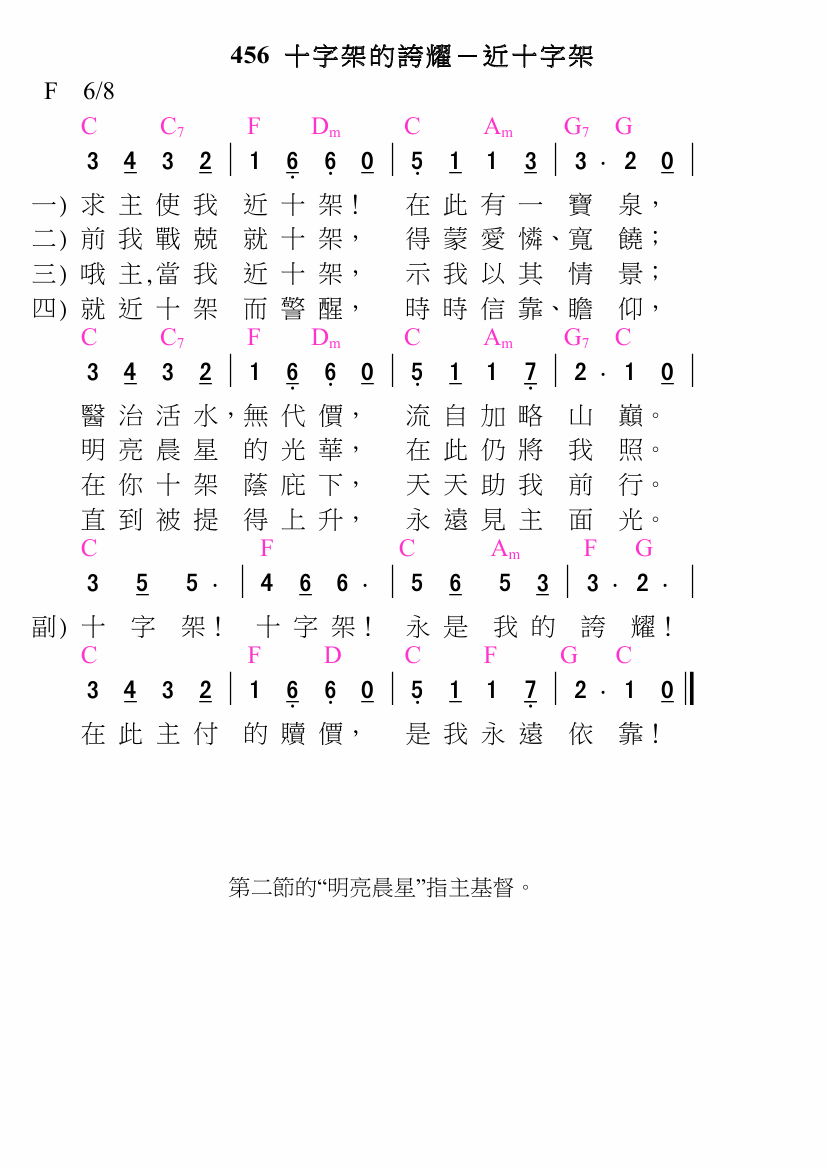 456 十字架的誇耀－近十字架
F 6/8
C C7 F Dm C Am G7 G
3 4 3 2 | 1 6 6 0 | 5 1 1 3 | 3 · 2 0 |
一) 求主使我近十架！ 在此有一寶泉，
二) 前我戰兢就十架， 得蒙愛憐、寬饒；
三) 哦主,當我近十架， 示我以其情景；
四) 就近十架而警醒， 時時信靠、瞻仰，
C C7 F Dm C Am G7 C
3 4 3 2 | 1 6 6 0 | 5 1 1 7 | 2 · 1 0 |
醫治活水，無代價， 流自加略山巔。
明亮晨星的光華， 在此仍將我照。
在你十架蔭庇下， 天天助我前行。
直到被提得上升， 永遠見主面光。
C F C Am F G
3 5 5 · | 4 6 6 · | 5 6 5 3 | 3 · 2 · |
副) 十字架！ 十字架！ 永是我的誇耀！
C F D C F G C
3 4 3 2 | 1 6 6 0 | 5 1 1 7 | 2 · 1 0 ‖
在此主付的贖價， 是我永遠依靠！
第二節的“明亮晨星”指主基督。